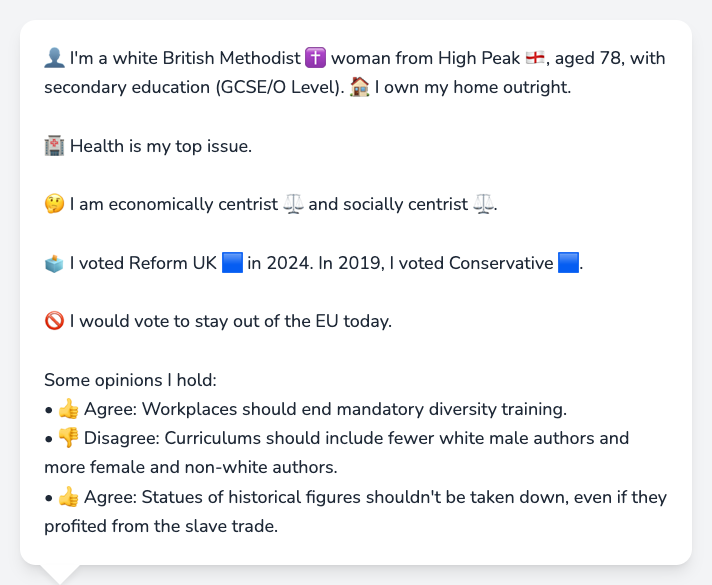 👤 I'm a white British Methodist ✝️ woman from High Peak 🏴󠁧󠁢󠁥󠁮󠁧󠁿, aged 78, with
secondary education (GCSE/O Level). 🏠 I own my home outright.
🏥 Health is my top issue.
🤔 I am economically centrist ⚖️ and socially centrist ⚖️.
🗳️ I voted Reform UK 🟦 in 2024. In 2019, I voted Conservative 🟦.
🚫 I would vote to stay out of the EU today.
Some opinions I hold:
• 👍 Agree: Workplaces should end mandatory diversity training.
• 👎 Disagree: Curriculums should include fewer white male authors and
more female and non-white authors.
• 👍 Agree: Statues of historical figures shouldn't be taken down, even if they
profited from the slave trade.